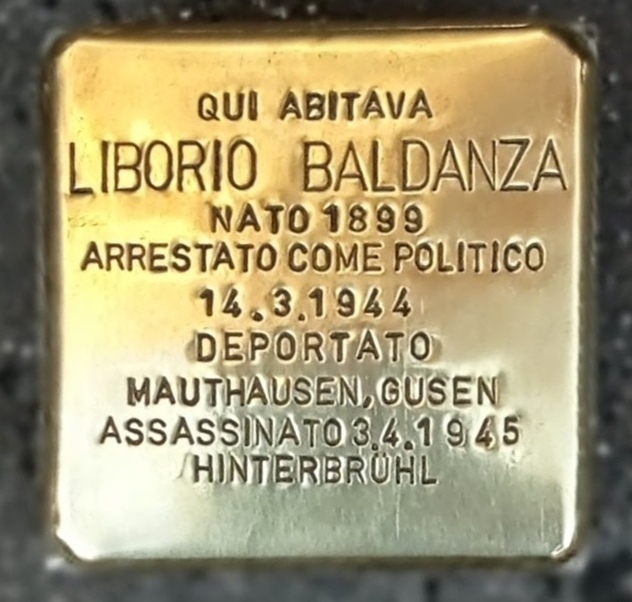 QUI ABITAVA
LIBORIO BALDANZA
NATO 1899
ARRESTATO COME POLITICO
14.3.1944
DEPORTATO
MAUTHAUSEN, GUSEN
ASSASSINATO 3.4.1945
HINTERBRÜHL